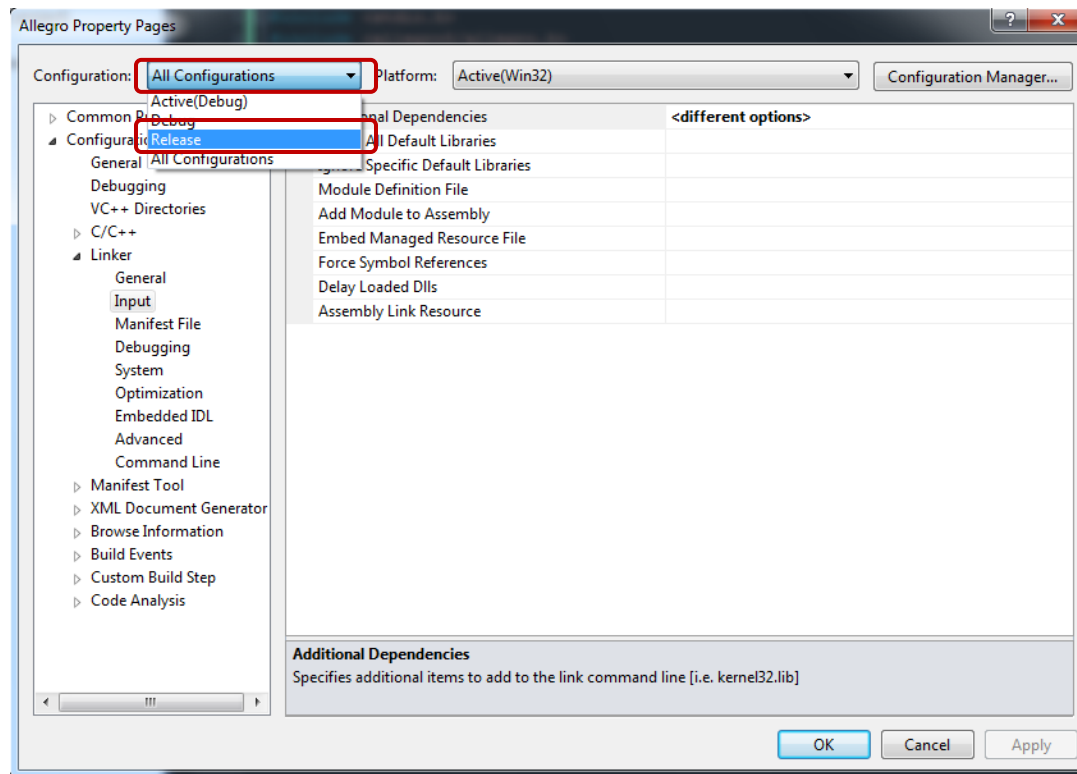 Allegro Property Pages
Configuration: All Configurations Platform: Active(Win32) Configuration Manager...
Active(Debug)
Debug
Release
All Configurations
Common
Configuratio
General
Debugging
VC++ Directories
C/C++
Linker
General
Input
Manifest File
Debugging
System
Optimization
Embedded IDL
Advanced
Command Line
Manifest Tool
XML Document Generator
Browse Information
Build Events
Custom Build Step
Code Analysis
nal Dependencies <different options>
All Default Libraries
Specific Default Libraries
Module Definition File
Add Module to Assembly
Embed Managed Resource File
Force Symbol References
Delay Loaded Dlls
Assembly Link Resource
Additional Dependencies
Specifies additional items to add to the link command line [i.e. kernel32.lib]
OK Cancel Apply